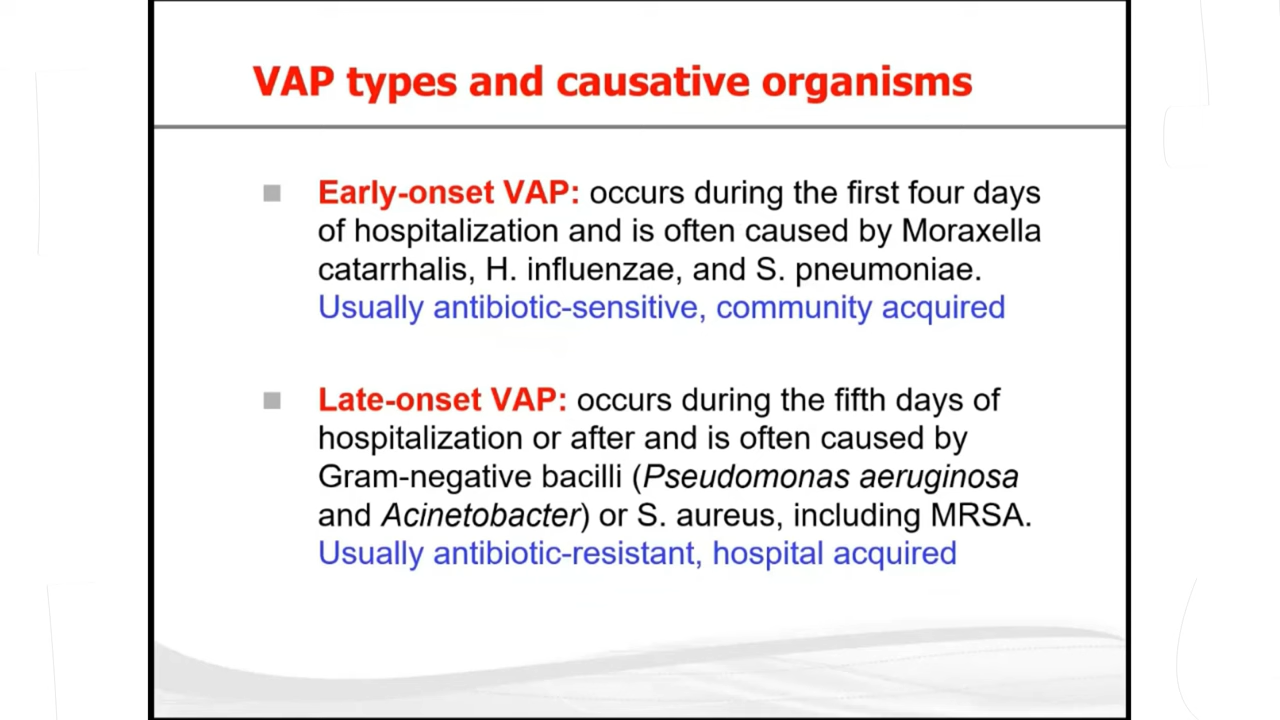 VAP types and causative organisms
Early-onset VAP: occurs during the first four days
of hospitalization and is often caused by Moraxella
catarrhalis, H. influenzae, and S. pneumoniae.
Usually antibiotic-sensitive, community acquired
Late-onset VAP: occurs during the fifth days of
hospitalization or after and is often caused by
Gram-negative bacilli (Pseudomonas aeruginosa
and Acinetobacter) or S. aureus, including MRSA.
Usually antibiotic-resistant, hospital acquired